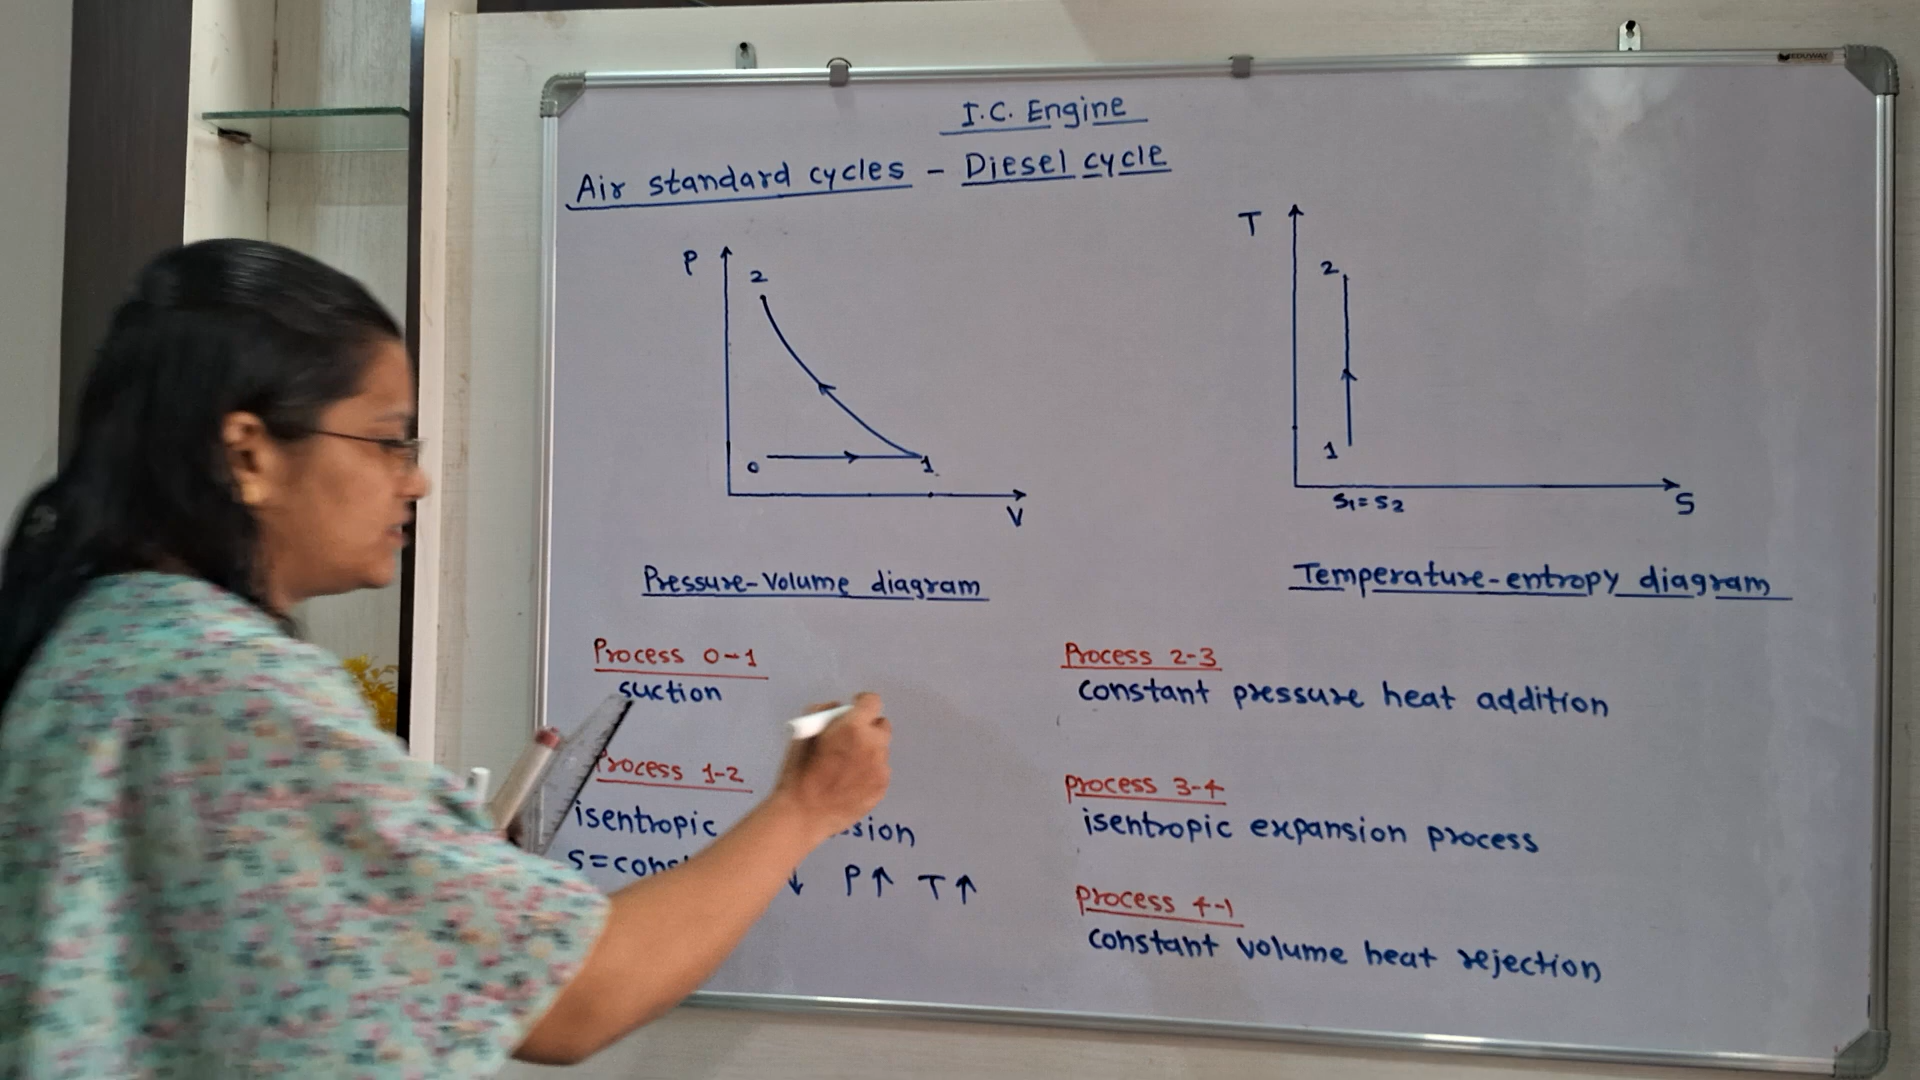 EDUWAY
I.C. Engine
Air standard cycles - Diesel cycle
P
2
0
1
V
T
2
1
S1 = S2
S
Pressure-Volume diagram
Temperature-entropy diagram
Process 0-1
suction
Process 1-2
isentropic
S=cons
P↑ T↑
Process 2-3
constant pressure heat addition
process 3-4
isentropic expansion process
process 4-1
constant volume heat rejection